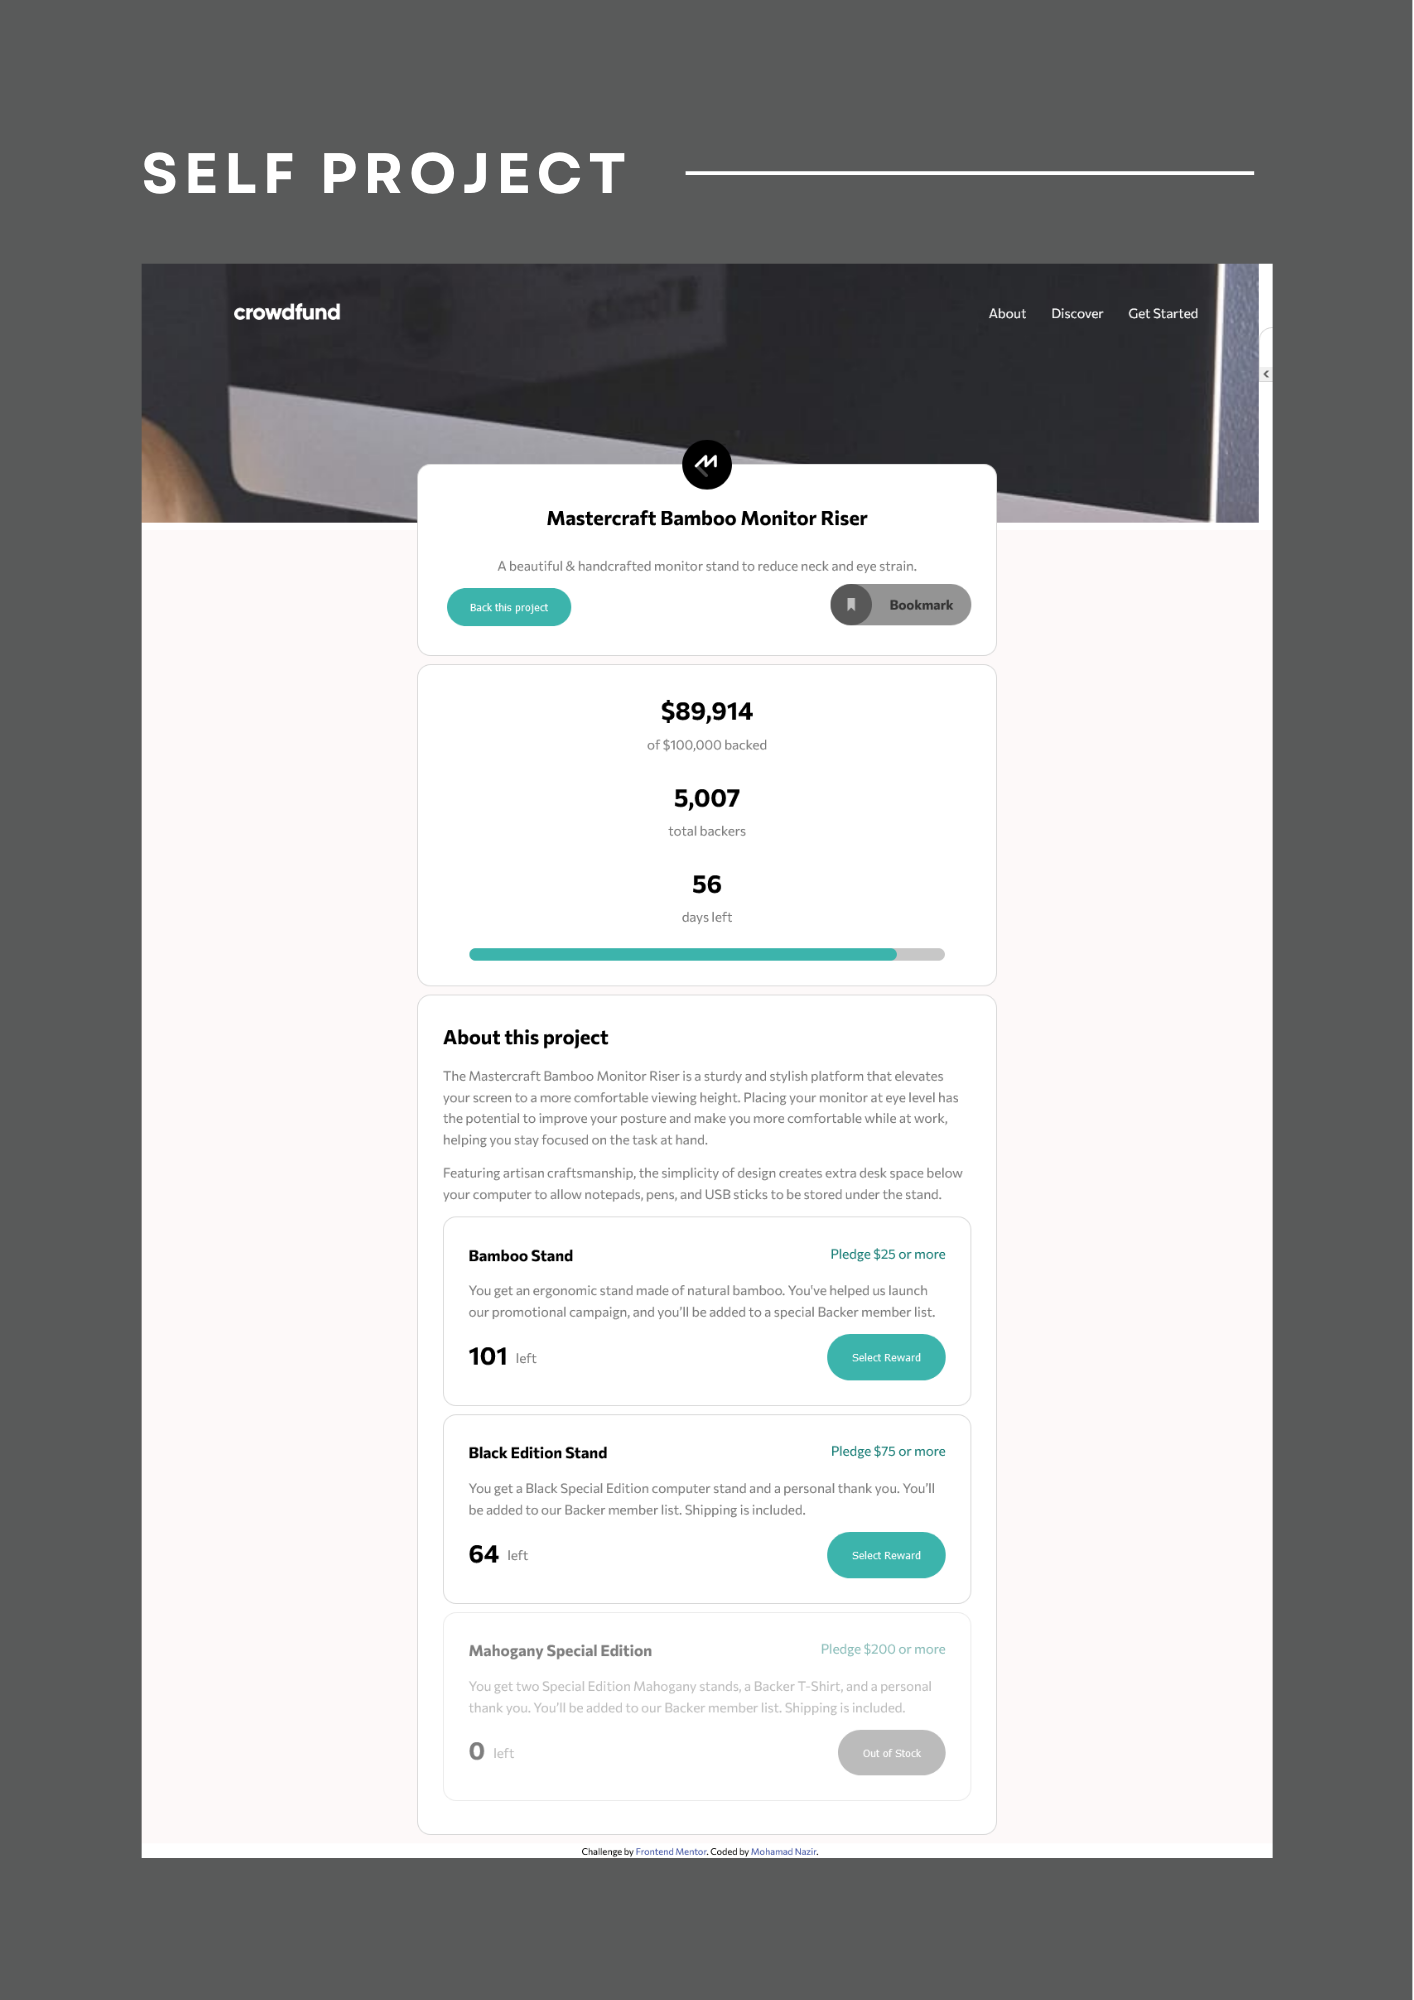 SELF PROJECT
crowdfund
About Discover Get Started
Mastercraft Bamboo Monitor Riser
A beautiful & handcrafted monitor stand to reduce neck and eye strain.
Back this project
Bookmark
$89,914
of $100,000 backed
5,007
total backers
56
days left
About this project
The Mastercraft Bamboo Monitor Riser is a sturdy and stylish platform that elevates
your screen to a more comfortable viewing height. Placing your monitor at eye level has
the potential to improve your posture and make you more comfortable while at work,
helping you stay focused on the task at hand.
Featuring artisan craftsmanship, the simplicity of design creates extra desk space below
your computer to allow notepads, pens, and USB sticks to be stored under the stand.
Bamboo Stand
Pledge $25 or more
You get an ergonomic stand made of natural bamboo. You've helped us launch
our promotional campaign, and you'll be added to a special Backer member list.
101 left
Select Reward
Black Edition Stand
Pledge $75 or more
You get a Black Special Edition computer stand and a personal thank you. You'll
be added to our Backer member list. Shipping is included.
64 left
Select Reward
Mahogany Special Edition
Pledge $200 or more
You get two Special Edition Mahogany stands, a Backer T-Shirt, and a personal
thank you. You'll be added to our Backer member list. Shipping is included.
0 left
Out of Stock
Challenge by Frontend Mentor. Coded by Mohamad Nazir.